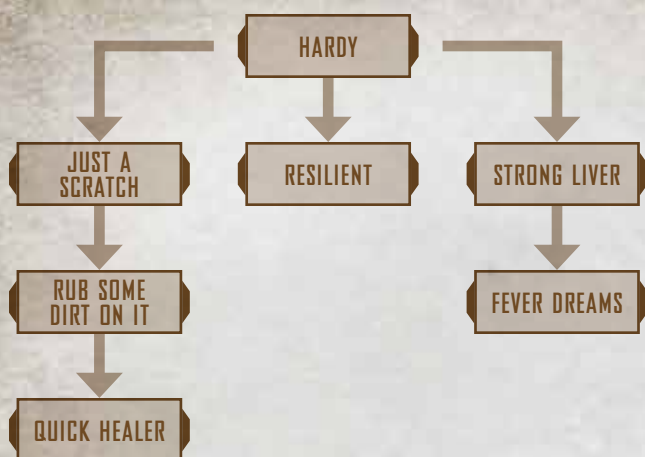 HARDY
JUST A
SCRATCH
RESILIENT
STRONG LIVER
RUB SOME
DIRT ON IT
FEVER DREAMS
QUICK HEALER